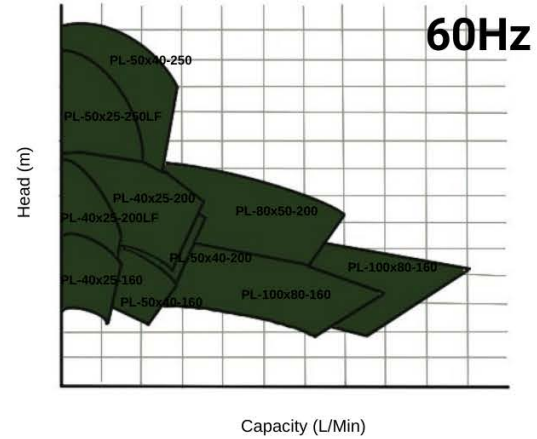 60Hz
PL-50x40-250
PL-50x25-250LF
PL-40x25-200
PL-40x25-200LF
PL-80x50-200
PL-50x40-200
PL-100x80-160
PL-40x25-160
PL-50x40-160
PL-100x80-160
Head (m)
Capacity (L/Min)